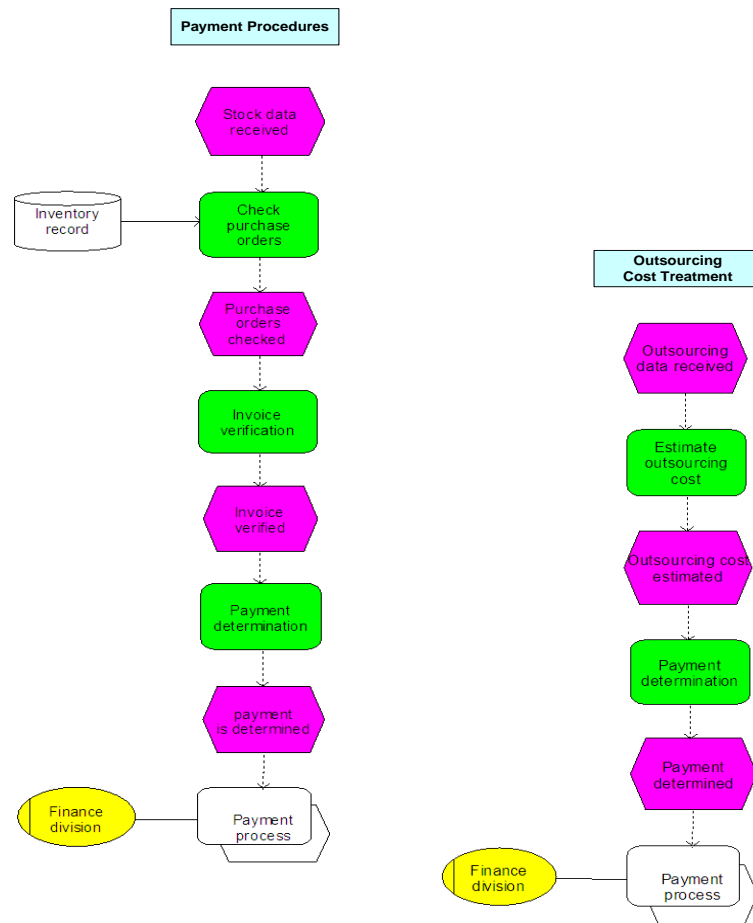 Payment Procedures
Stock data
received
Inventory
record
Check
purchase
orders
Purchase
orders
checked
Invoice
verification
Invoice
verified
Payment
determination
payment
is determined
Finance
division
Payment
process
Outsourcing
Cost Treatment
Outsourcing
data received
Estimate
outsourcing
cost
Outsourcing cost
estimated
Payment
determination
Payment
determined
Finance
division
Payment
process